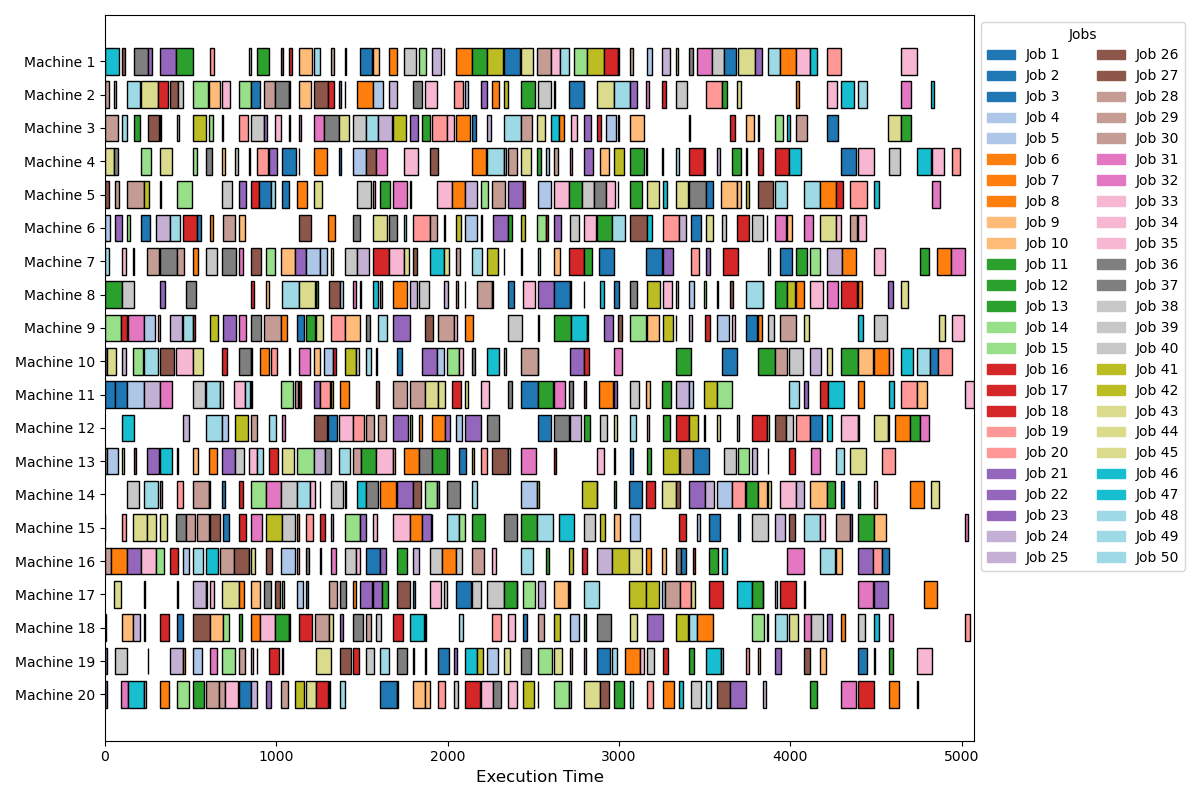 Machine 1
Machine 2
Machine 3
Machine 4
Machine 5
Machine 6
Machine 7
Machine 8
Machine 9
Machine 10
Machine 11
Machine 12
Machine 13
Machine 14
Machine 15
Machine 16
Machine 17
Machine 18
Machine 19
Machine 20
0 1000 2000 3000 4000 5000
Execution Time
Jobs
Job 1 Job 26
Job 2 Job 27
Job 3 Job 28
Job 4 Job 29
Job 5 Job 30
Job 6 Job 31
Job 7 Job 32
Job 8 Job 33
Job 9 Job 34
Job 10 Job 35
Job 11 Job 36
Job 12 Job 37
Job 13 Job 38
Job 14 Job 39
Job 15 Job 40
Job 16 Job 41
Job 17 Job 42
Job 18 Job 43
Job 19 Job 44
Job 20 Job 45
Job 21 Job 46
Job 22 Job 47
Job 23 Job 48
Job 24 Job 49
Job 25 Job 50